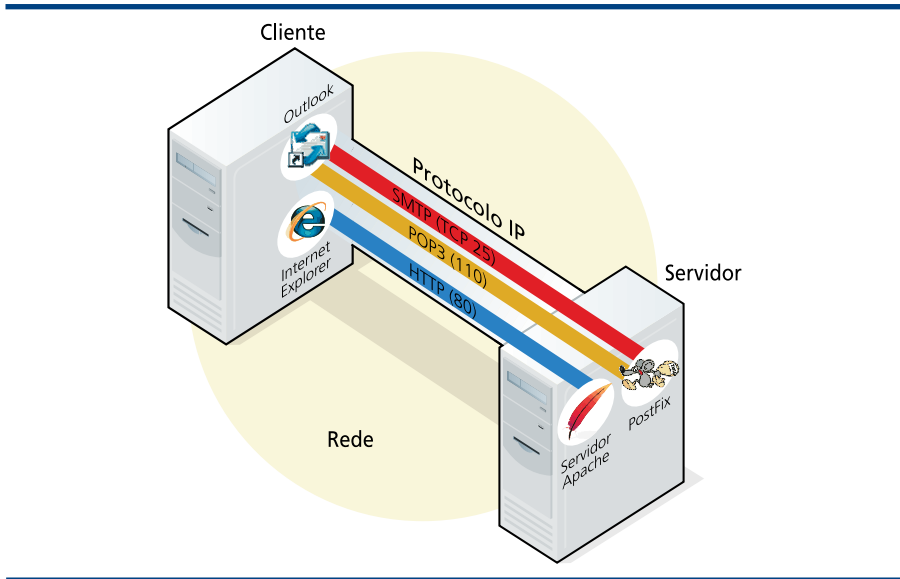 Cliente
Outlook
Protocolo IP
SMTP (TCP 25)
POP3 (110)
HTTP (80)
Internet
Explorer
Servidor
PostFix
Servidor
Apache
Rede